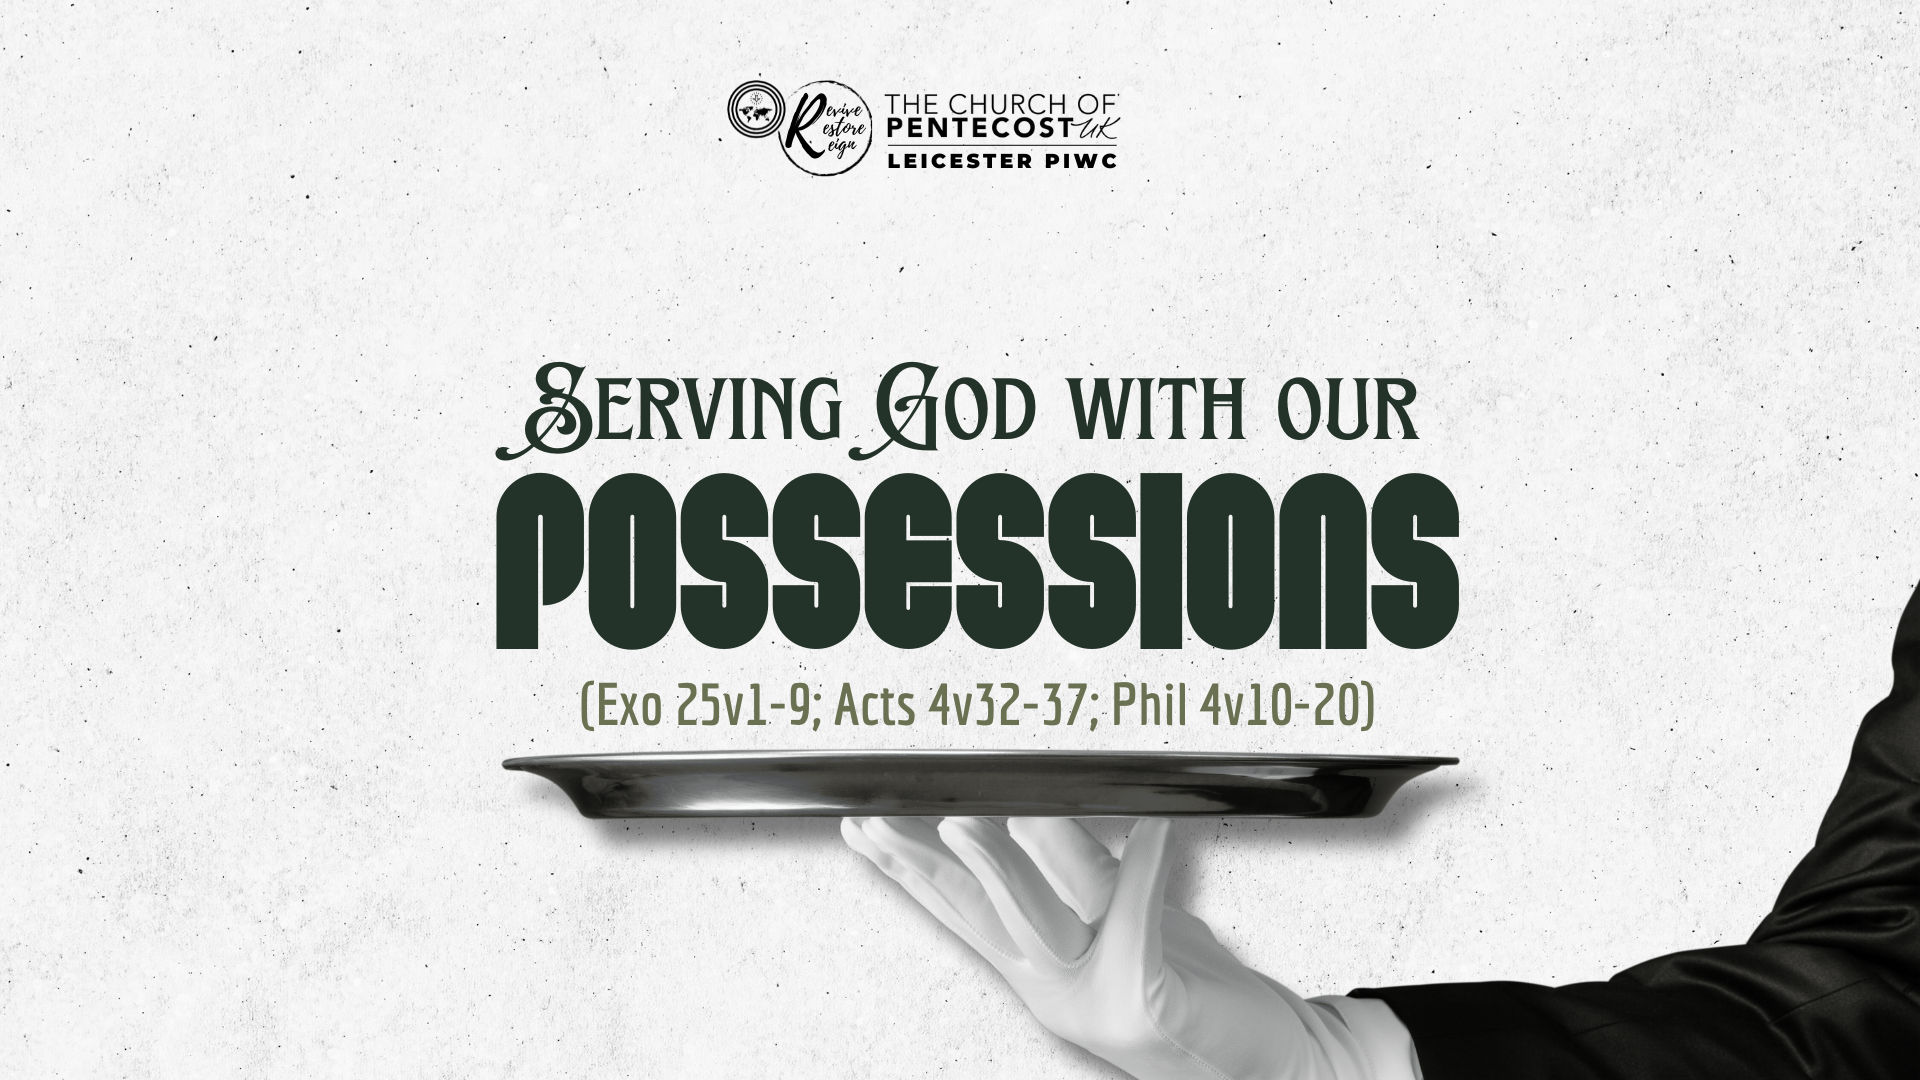 Revive
Restore
Reign
THE CHURCH OF
PENTECOST UK
LEICESTER PIWC
SERVING GOD WITH OUR
POSSESSIONS
(Exo 25v1-9; Acts 4v32-37; Phil 4v10-20)